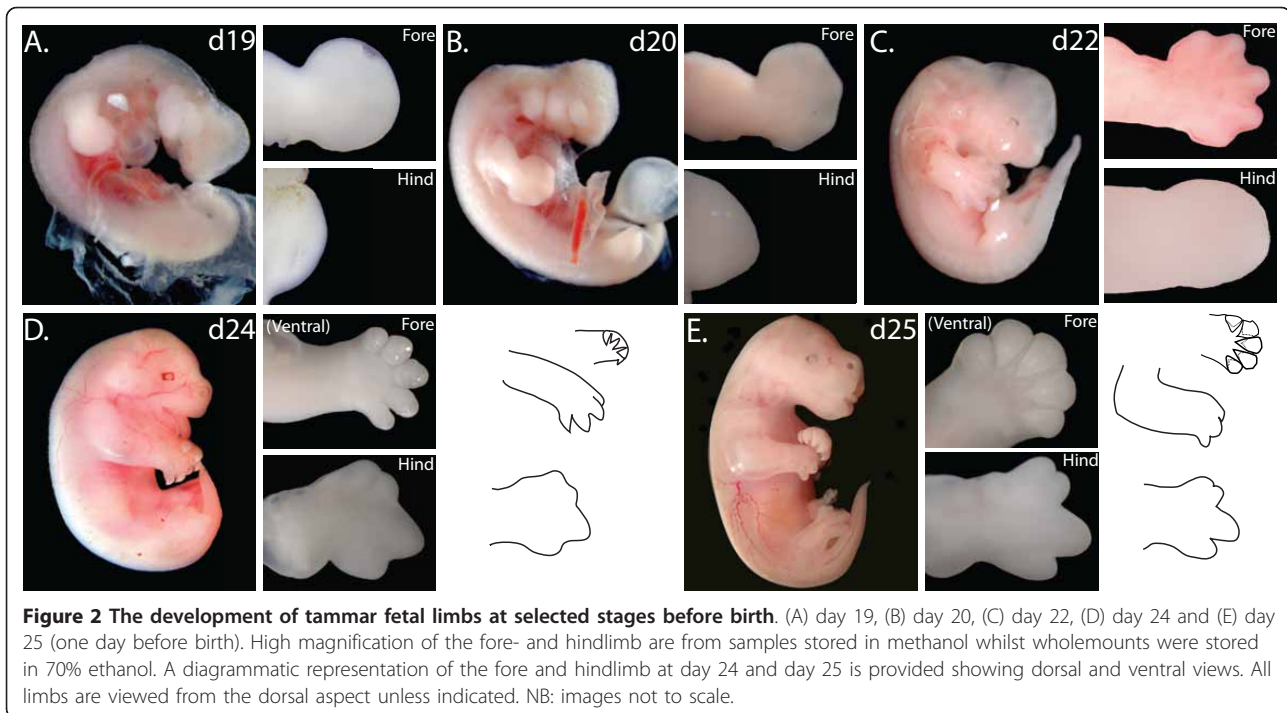 A. d19 Fore
Hind
B. d20 Fore
Hind
C. d22 Fore
Hind
D. d24 (Ventral) Fore
Hind
E. d25 (Ventral) Fore
Hind
Figure 2 The development of tammar fetal limbs at selected stages before birth. (A) day 19, (B) day 20, (C) day 22, (D) day 24 and (E) day
25 (one day before birth). High magnification of the fore- and hindlimb are from samples stored in methanol whilst wholemounts were stored
in 70% ethanol. A diagrammatic representation of the fore and hindlimb at day 24 and day 25 is provided showing dorsal and ventral views. All
limbs are viewed from the dorsal aspect unless indicated. NB: images not to scale.